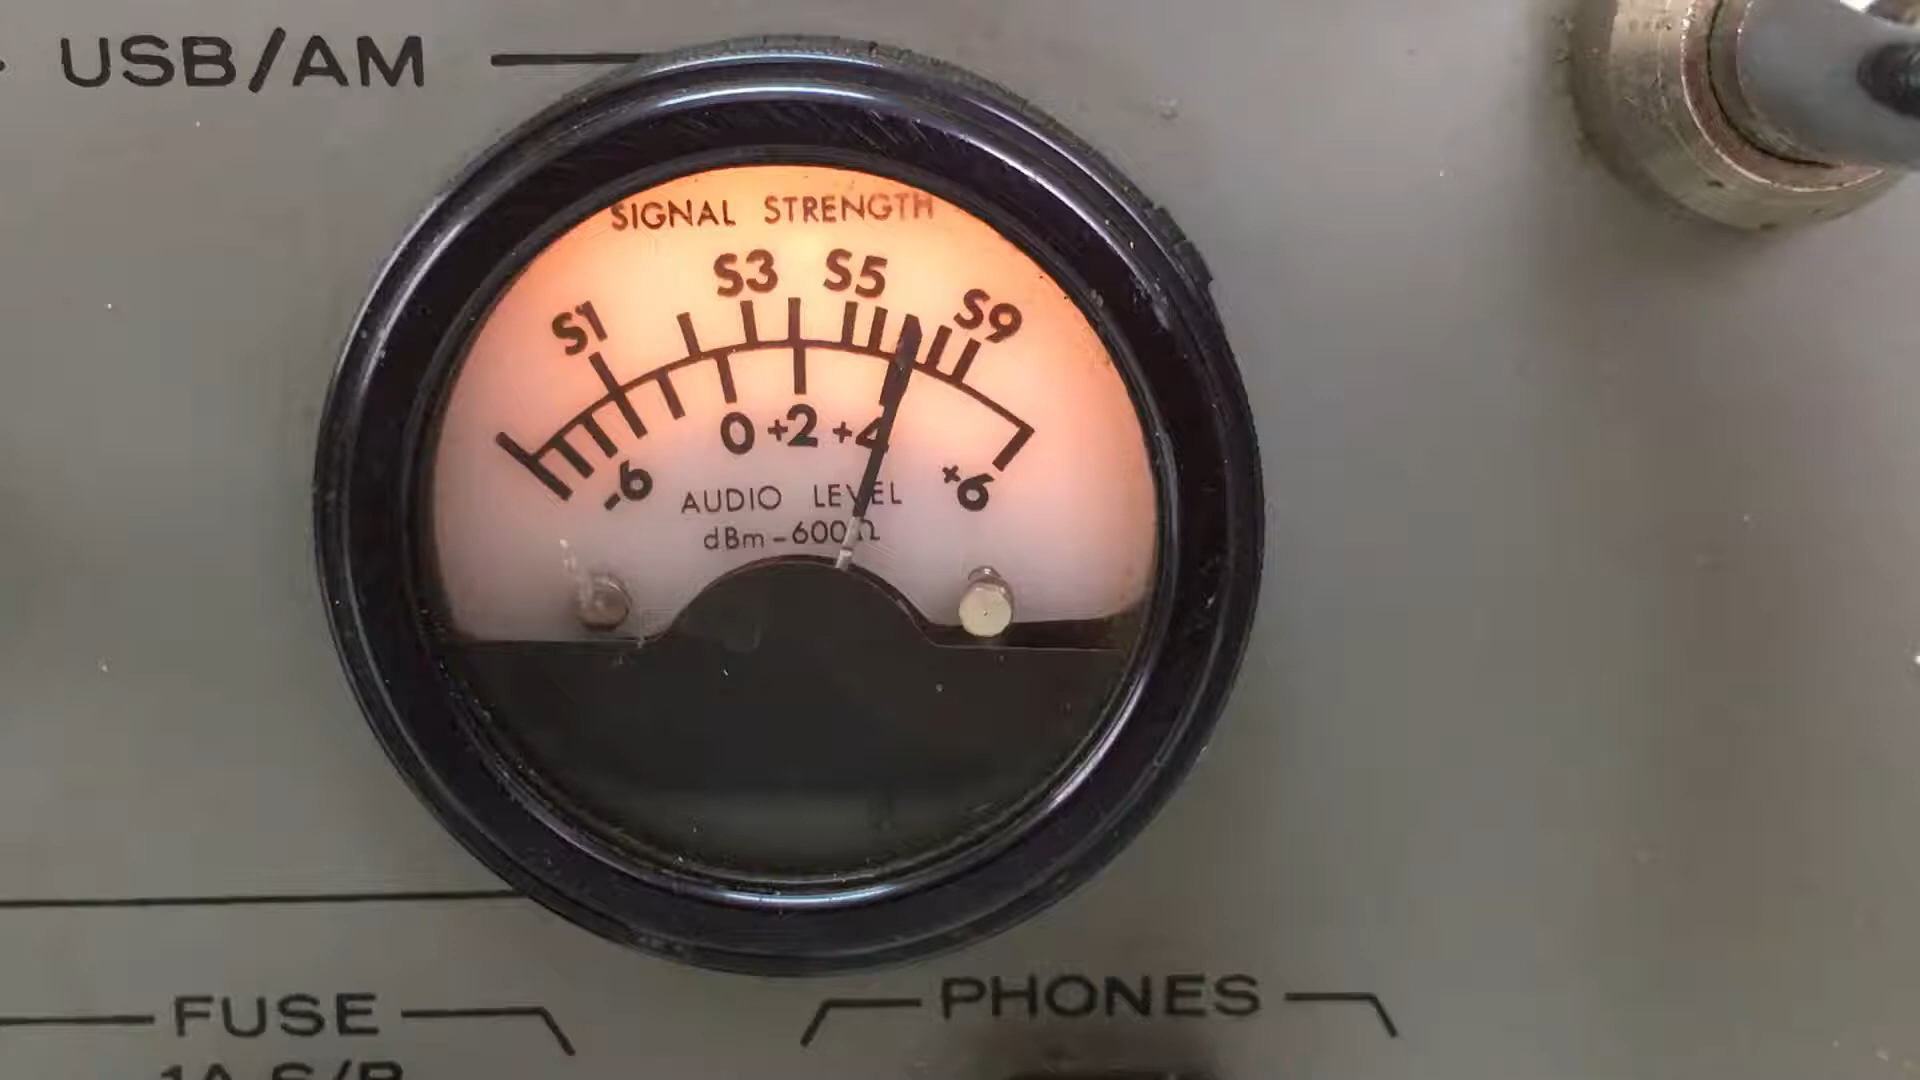 USB/AM
SIGNAL STRENGTH
S1 S3 S5 S9
-6 0 +2 +4 +6
AUDIO LEVEL
dBm-600Ω
FUSE
PHONES